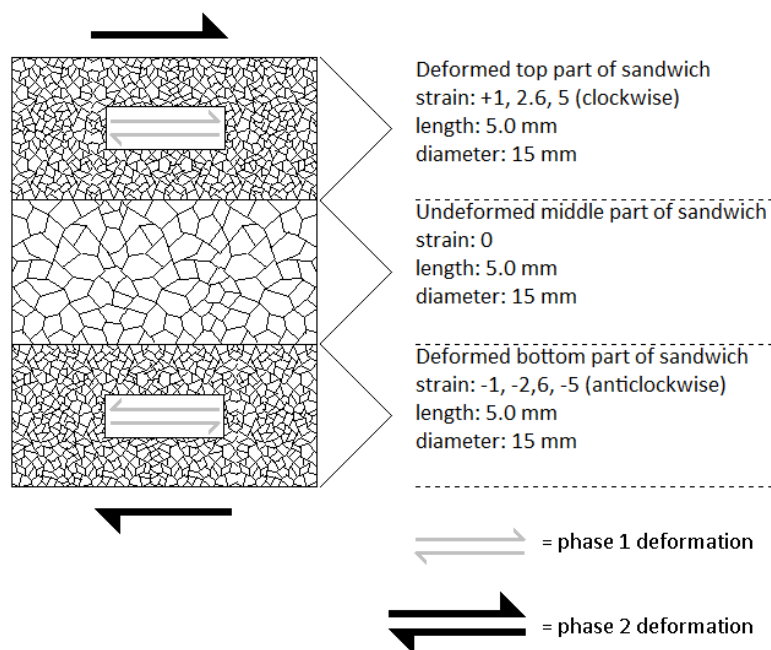 Deformed top part of sandwich
strain: +1, 2.6, 5 (clockwise)
length: 5.0 mm
diameter: 15 mm
Undeformed middle part of sandwich
strain: 0
length: 5.0 mm
diameter: 15 mm
Deformed bottom part of sandwich
strain: -1, -2,6, -5 (anticlockwise)
length: 5.0 mm
diameter: 15 mm
= phase 1 deformation
= phase 2 deformation